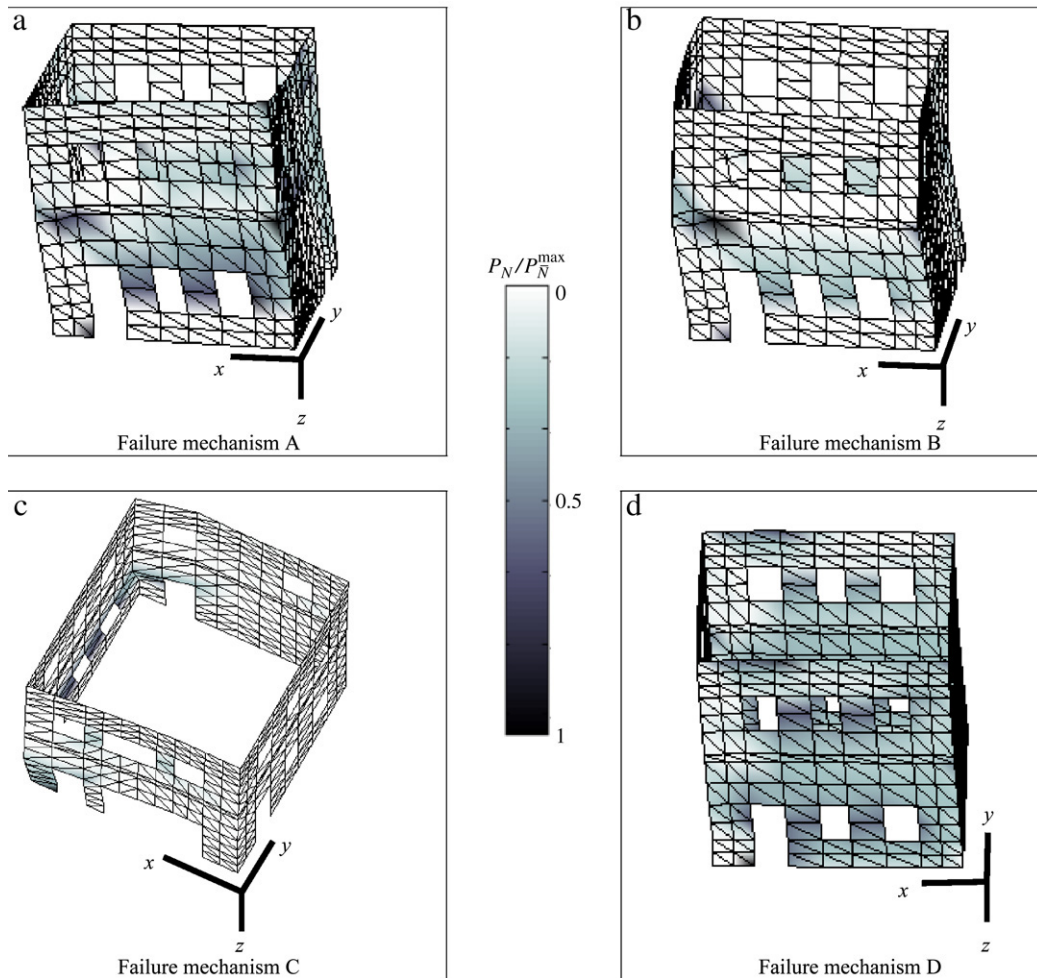 a
b
y
x
z
Failure mechanism A
y
x
z
Failure mechanism B
P_N/P_N̄^max
0
0.5
1
c
d
y
x
z
Failure mechanism C
y
x
z
Failure mechanism D